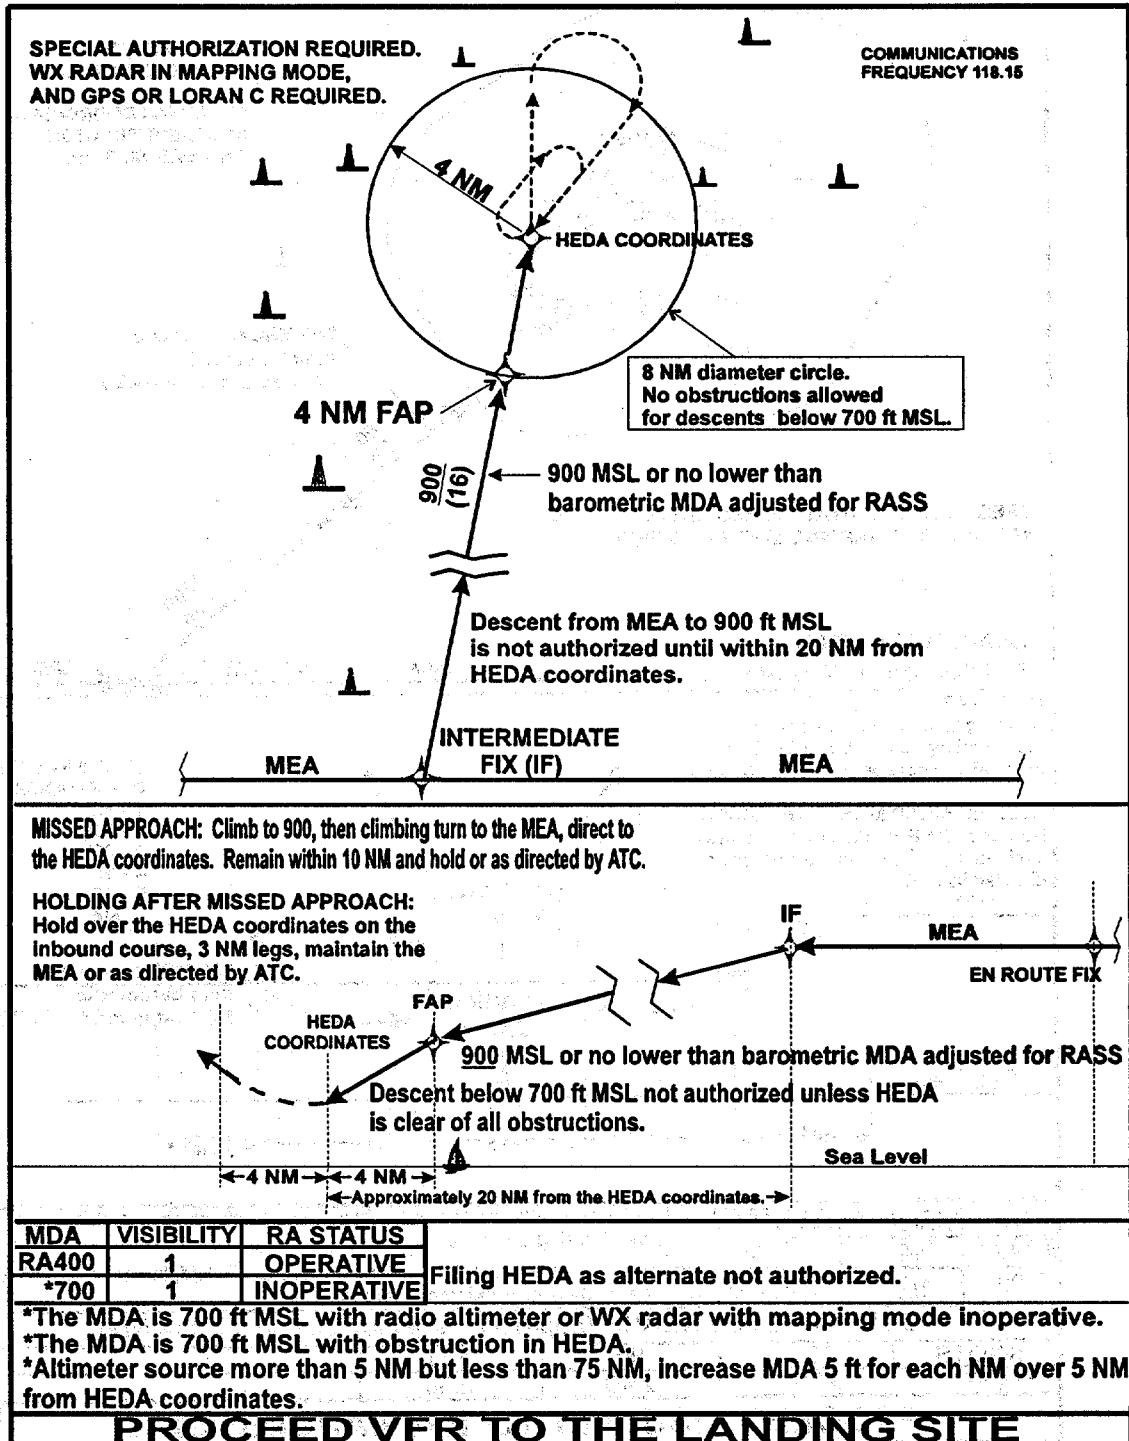 SPECIAL AUTHORIZATION REQUIRED.
WX RADAR IN MAPPING MODE,
AND GPS OR LORAN C REQUIRED.
COMMUNICATIONS
FREQUENCY 118.15
4 NM
HEDA COORDINATES
8 NM diameter circle.
No obstructions allowed
for descents below 700 ft MSL.
4 NM FAP
900
(16)
900 MSL or no lower than
barometric MDA adjusted for RASS
Descent from MEA to 900 ft MSL
is not authorized until within 20 NM from
HEDA coordinates.
INTERMEDIATE
FIX (IF)
MEA
MEA
MISSED APPROACH: Climb to 900, then climbing turn to the MEA, direct to
the HEDA coordinates. Remain within 10 NM and hold or as directed by ATC.
HOLDING AFTER MISSED APPROACH:
Hold over the HEDA coordinates on the
inbound course, 3 NM legs, maintain the
MEA or as directed by ATC.
IF
MEA
EN ROUTE FIX
FAP
HEDA
COORDINATES
900 MSL or no lower than barometric MDA adjusted for RASS
Descent below 700 ft MSL not authorized unless HEDA
is clear of all obstructions.
Sea Level
4 NM
4 NM
Approximately 20 NM from the HEDA coordinates.
MDA VISIBILITY RA STATUS
RA400 1 OPERATIVE
*700 1 INOPERATIVE
Filing HEDA as alternate not authorized.
*The MDA is 700 ft MSL with radio altimeter or WX radar with mapping mode inoperative.
*The MDA is 700 ft MSL with obstruction in HEDA.
*Altimeter source more than 5 NM but less than 75 NM, increase MDA 5 ft for each NM over 5 NM
from HEDA coordinates.
PROCEED VFR TO THE LANDING SITE